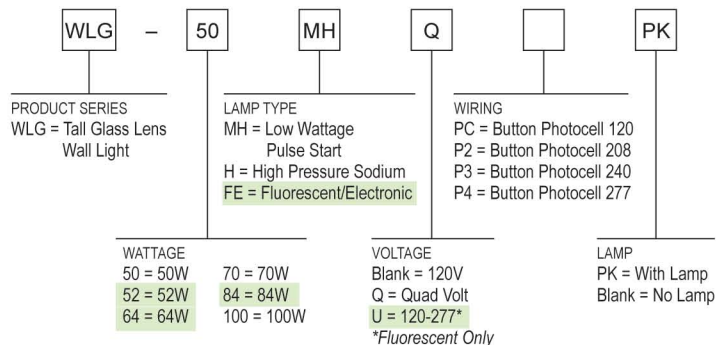 WLG – 50 MH Q PK
PRODUCT SERIES
WLG = Tall Glass Lens
Wall Light
LAMP TYPE
MH = Low Wattage
Pulse Start
H = High Pressure Sodium
FE = Fluorescent/Electronic
WIRING
PC = Button Photocell 120
P2 = Button Photocell 208
P3 = Button Photocell 240
P4 = Button Photocell 277
WATTAGE
50 = 50W 70 = 70W
52 = 52W 84 = 84W
64 = 64W 100 = 100W
VOLTAGE
Blank = 120V
Q = Quad Volt
U = 120-277*
*Fluorescent Only
LAMP
PK = With Lamp
Blank = No Lamp